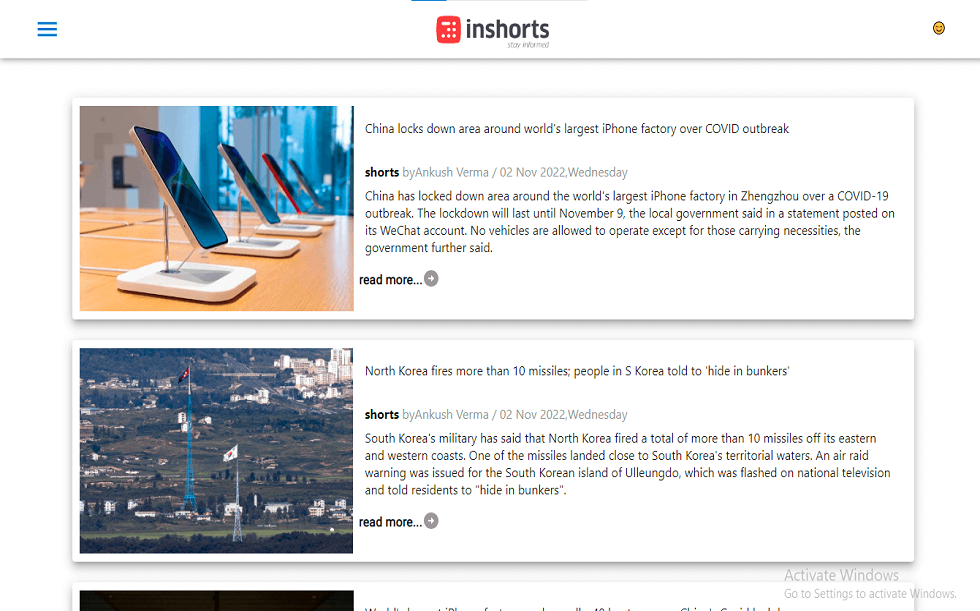 inshorts
stay informed
China locks down area around world's largest iPhone factory over COVID outbreak
shorts byAnkush Verma / 02 Nov 2022,Wednesday
China has locked down area around the world's largest iPhone factory in Zhengzhou over a COVID-19
outbreak. The lockdown will last until November 9, the local government said in a statement posted on
its WeChat account. No vehicles are allowed to operate except for those carrying necessities, the
government further said.
read more...
North Korea fires more than 10 missiles; people in S Korea told to 'hide in bunkers'
shorts byAnkush Verma / 02 Nov 2022,Wednesday
South Korea's military has said that North Korea fired a total of more than 10 missiles off its eastern
and western coasts. One of the missiles landed close to South Korea's territorial waters. An air raid
warning was issued for the South Korean island of Ulleungdo, which was flashed on national television
and told residents to "hide in bunkers".
read more...
Activate Windows
Go to Settings to activate Windows.